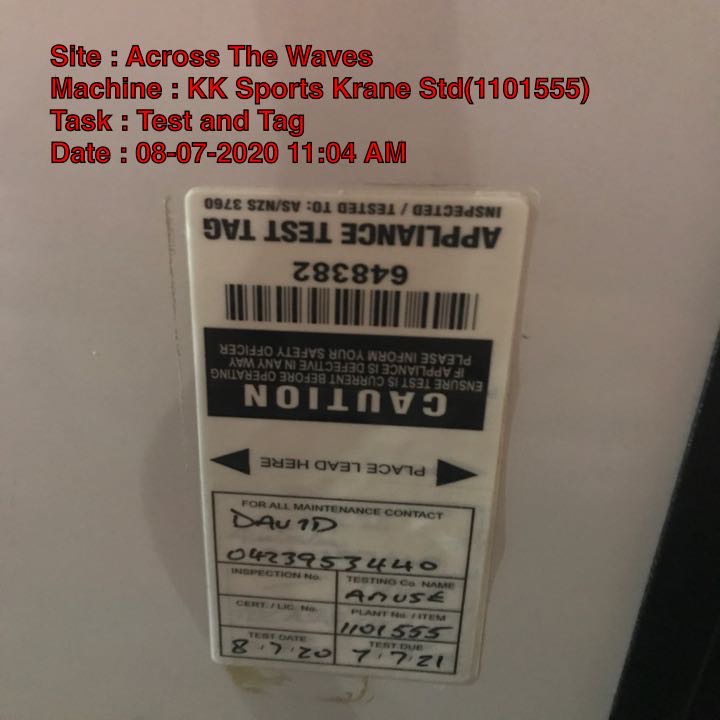 Site : Across The Waves
Machine : KK Sports Krane Std(1101555)
Task : Test and Tag
Date : 08-07-2020 11:04 AM
INSPECTED / TESTED TO: AS/NZS 3760
APPLIANCE TEST TAG
648382
CAUTION
ENSURE TEST IS CURRENT BEFORE OPERATING
IF APPLIANCE IS DEFECTIVE IN ANY WAY
PLEASE INFORM YOUR SAFETY OFFICER
PLACE LEAD HERE
FOR ALL MAINTENANCE CONTACT
DAVID
0423953440
INSPECTION No.
TESTING Co. NAME
AMUSE
CERT. / LIC. No.
PLANT No. / ITEM
1101555
TEST DATE
8.7.20
TEST DUE
7.7.21